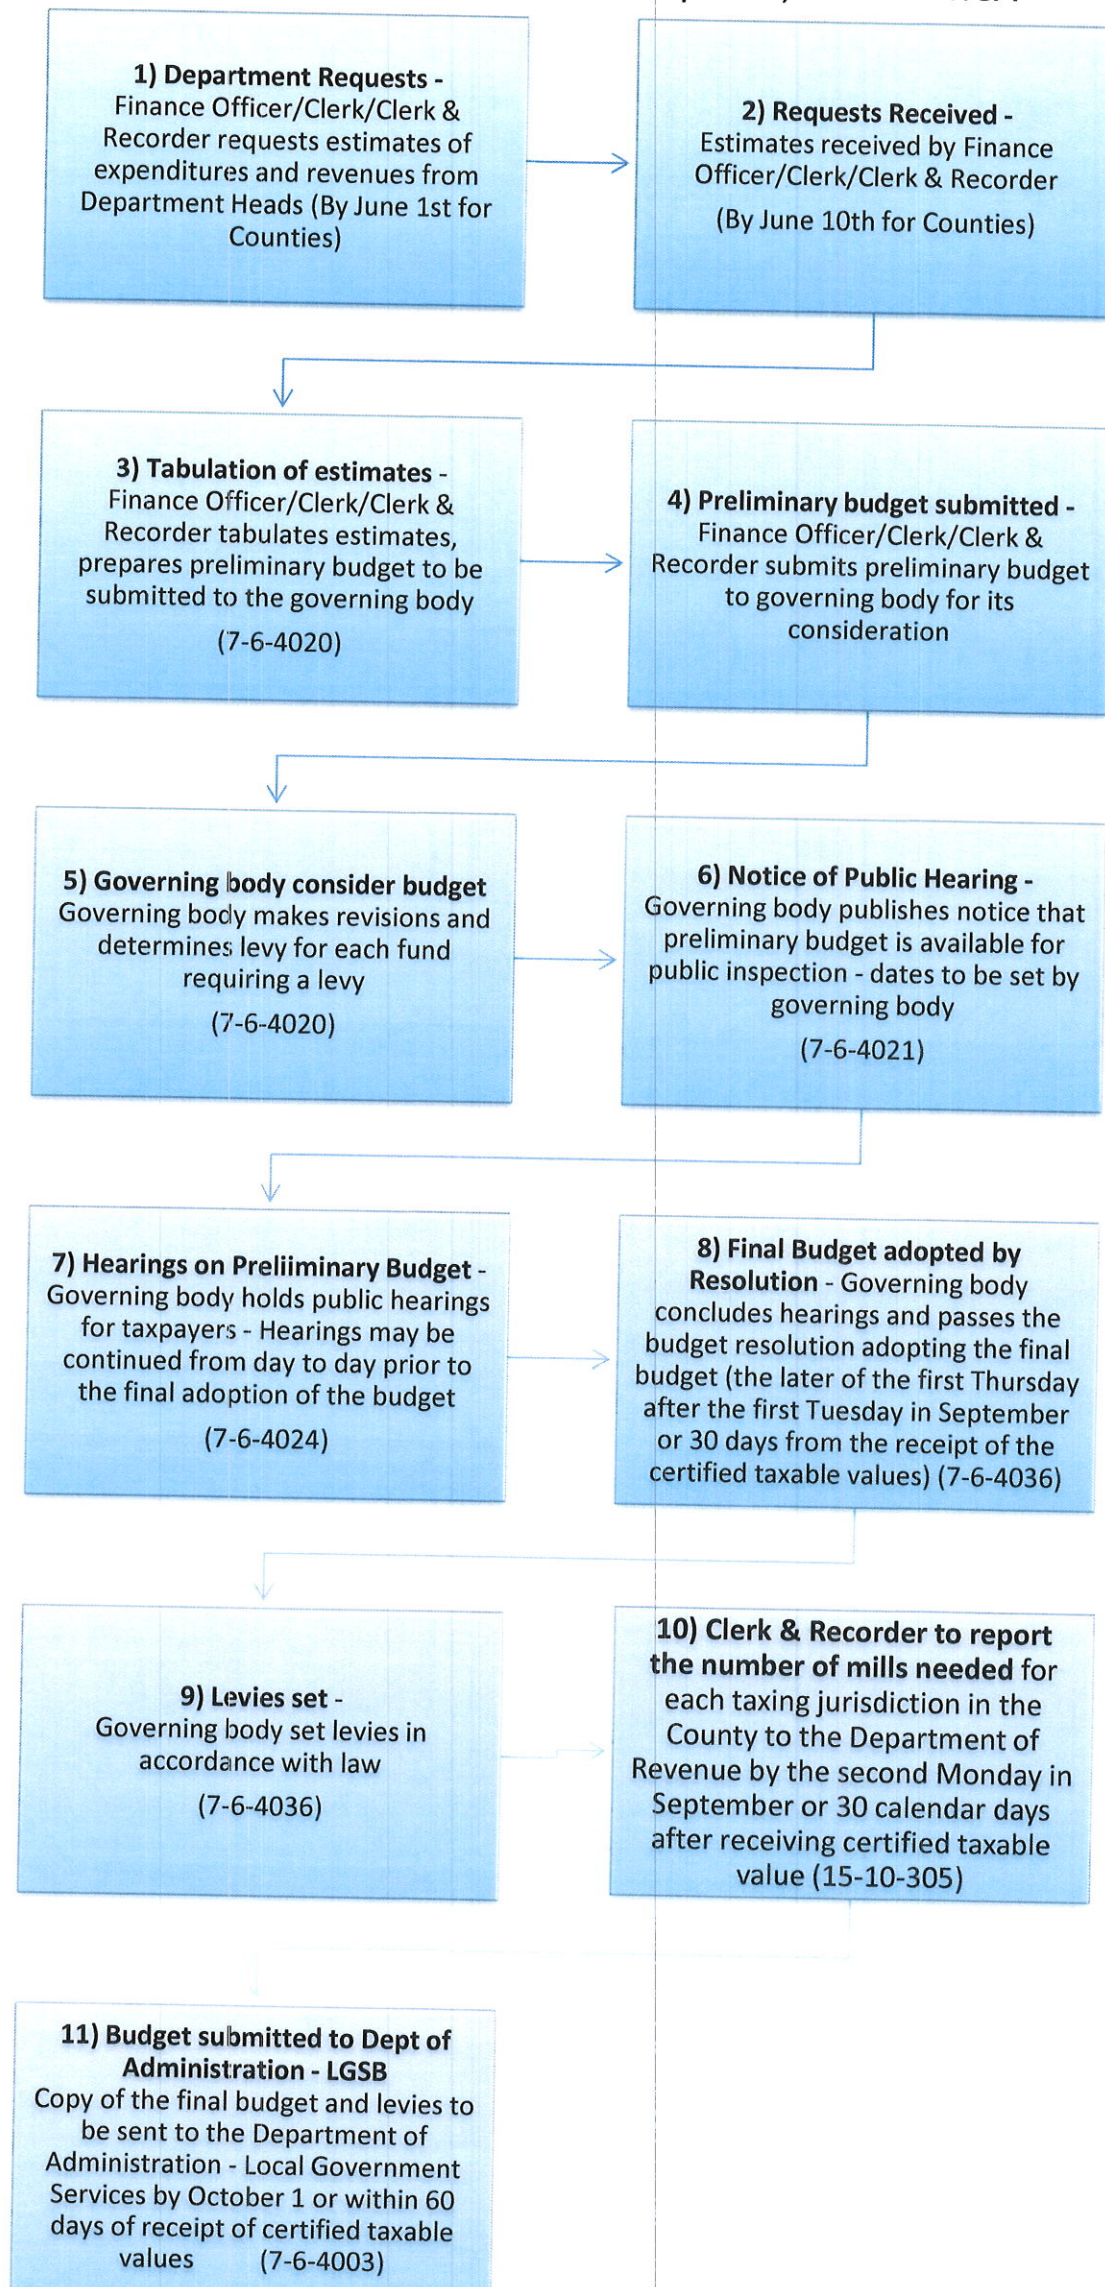 1) Department Requests -
Finance Officer/Clerk/Clerk &
Recorder requests estimates of
expenditures and revenues from
Department Heads (By June 1st for
Counties)
2) Requests Received -
Estimates received by Finance
Officer/Clerk/Clerk & Recorder
(By June 10th for Counties)
3) Tabulation of estimates -
Finance Officer/Clerk/Clerk &
Recorder tabulates estimates,
prepares preliminary budget to be
submitted to the governing body
(7-6-4020)
4) Preliminary budget submitted -
Finance Officer/Clerk/Clerk &
Recorder submits preliminary budget
to governing body for its
consideration
5) Governing body consider budget
Governing body makes revisions and
determines levy for each fund
requiring a levy
(7-6-4020)
6) Notice of Public Hearing -
Governing body publishes notice that
preliminary budget is available for
public inspection - dates to be set by
governing body
(7-6-4021)
7) Hearings on Preliiminary Budget -
Governing body holds public hearings
for taxpayers - Hearings may be
continued from day to day prior to
the final adoption of the budget
(7-6-4024)
8) Final Budget adopted by
Resolution - Governing body
concludes hearings and passes the
budget resolution adopting the final
budget (the later of the first Thursday
after the first Tuesday in September
or 30 days from the receipt of the
certified taxable values) (7-6-4036)
9) Levies set -
Governing body set levies in
accordance with law
(7-6-4036)
10) Clerk & Recorder to report
the number of mills needed for
each taxing jurisdiction in the
County to the Department of
Revenue by the second Monday in
September or 30 calendar days
after receiving certified taxable
value (15-10-305)
11) Budget submitted to Dept of
Administration - LGSB
Copy of the final budget and levies to
be sent to the Department of
Administration - Local Government
Services by October 1 or within 60
days of receipt of certified taxable
values (7-6-4003)